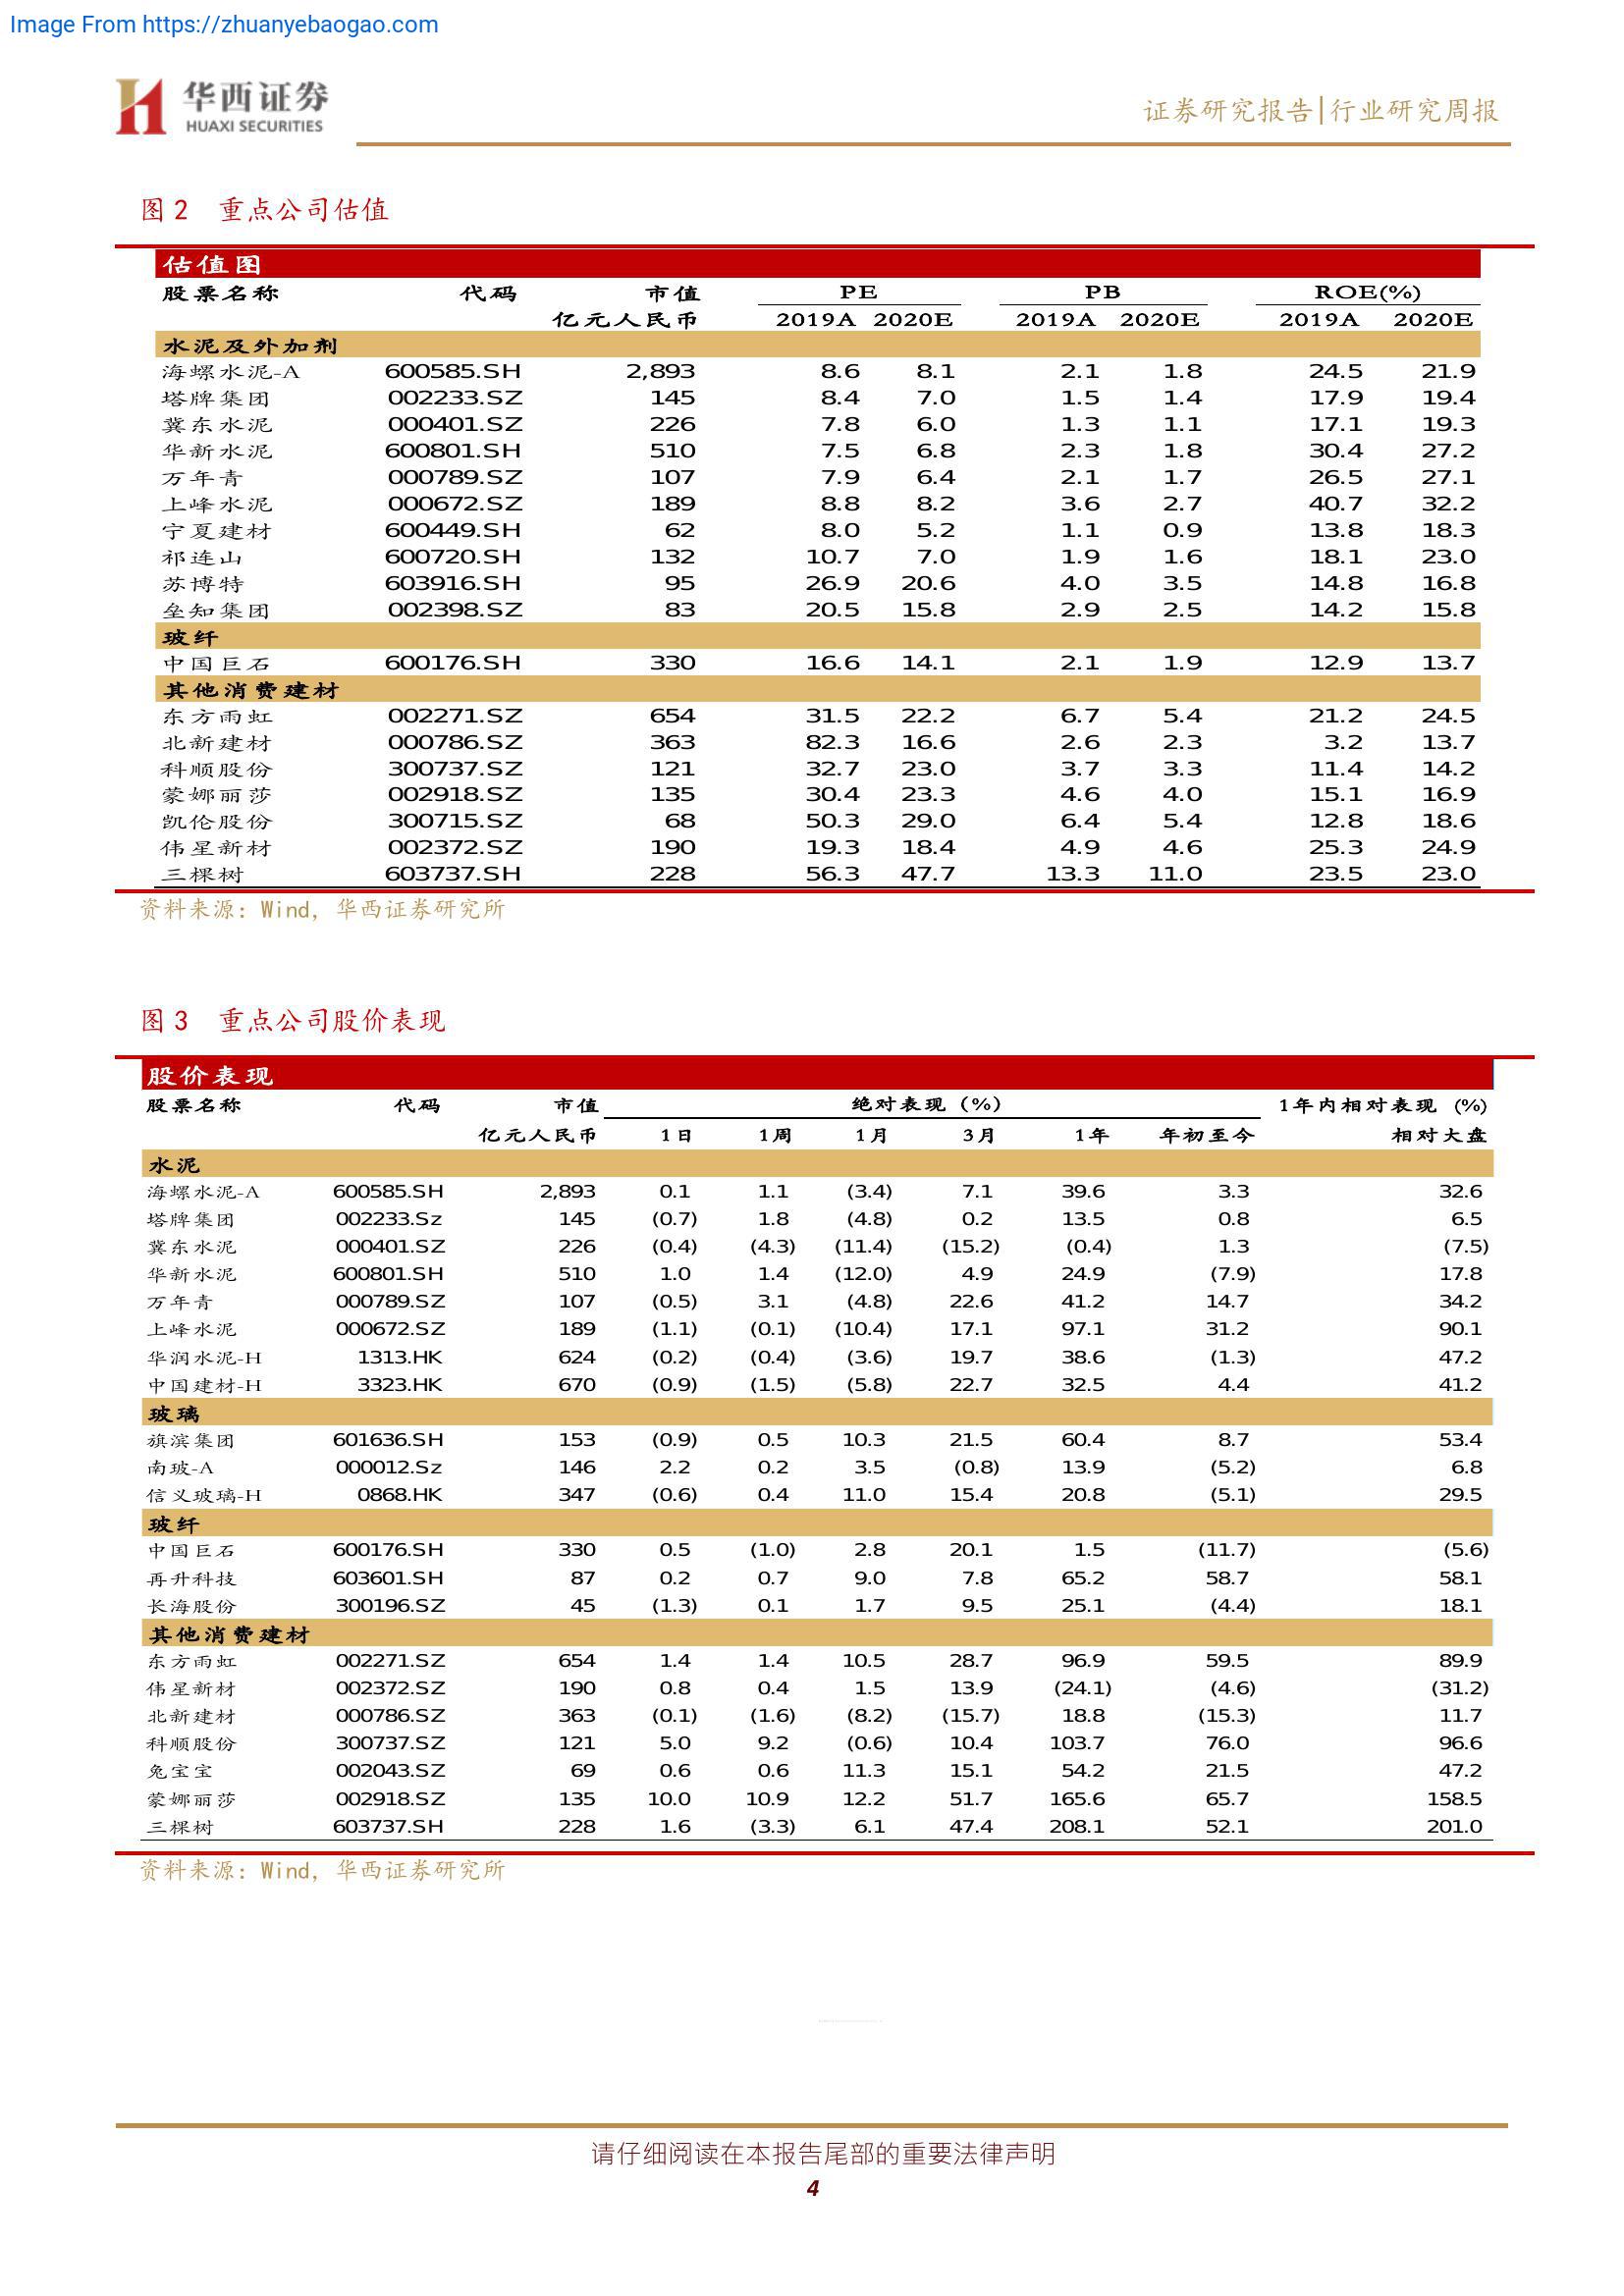 Image From https://zhuanyebaogao.com
华西证券
HUAXI SECURITIES
证券研究报告|行业研究周报
图 2 重点公司估值
估值图
股票名称 代码 市值 PE PB ROE(%)
亿元人民币 2019A 2020E 2019A 2020E 2019A 2020E
水泥及外加剂
海螺水泥-A 600585.SH 2,893 8.6 8.1 2.1 1.8 24.5 21.9
塔牌集团 002233.SZ 145 8.4 7.0 1.5 1.4 17.9 19.4
冀东水泥 000401.SZ 226 7.8 6.0 1.3 1.1 17.1 19.3
华新水泥 600801.SH 510 7.5 6.8 2.3 1.8 30.4 27.2
万年青 000789.SZ 107 7.9 6.4 2.1 1.7 26.5 27.1
上峰水泥 000672.SZ 189 8.8 8.2 3.6 2.7 40.7 32.2
宁夏建材 600449.SH 62 8.0 5.2 1.1 0.9 13.8 18.3
祁连山 600720.SH 132 10.7 7.0 1.9 1.6 18.1 23.0
苏博特 603916.SH 95 26.9 20.6 4.0 3.5 14.8 16.8
垒知集团 002398.SZ 83 20.5 15.8 2.9 2.5 14.2 15.8
玻纤
中国巨石 600176.SH 330 16.6 14.1 2.1 1.9 12.9 13.7
其他消费建材
东方雨虹 002271.SZ 654 31.5 22.2 6.7 5.4 21.2 24.5
北新建材 000786.SZ 363 82.3 16.6 2.6 2.3 3.2 13.7
科顺股份 300737.SZ 121 32.7 23.0 3.7 3.3 11.4 14.2
蒙娜丽莎 002918.SZ 135 30.4 23.3 4.6 4.0 15.1 16.9
凯伦股份 300715.SZ 68 50.3 29.0 6.4 5.4 12.8 18.6
伟星新材 002372.SZ 190 19.3 18.4 4.9 4.6 25.3 24.9
三棵树 603737.SH 228 56.3 47.7 13.3 11.0 23.5 23.0
资料来源：Wind，华西证券研究所
图 3 重点公司股价表现
股价表现
股票名称 代码 市值 绝对表现 (%) 1年内相对表现 (%)
亿元人民币 1日 1周 1月 3月 1年 年初至今 相对大盘
水泥
海螺水泥-A 600585.SH 2,893 0.1 1.1 (3.4) 7.1 39.6 3.3 32.6
塔牌集团 002233.Sz 145 (0.7) 1.8 (4.8) 0.2 13.5 0.8 6.5
冀东水泥 000401.SZ 226 (0.4) (4.3) (11.4) (15.2) (0.4) 1.3 (7.5)
华新水泥 600801.SH 510 1.0 1.4 (12.0) 4.9 24.9 (7.9) 17.8
万年青 000789.SZ 107 (0.5) 3.1 (4.8) 22.6 41.2 14.7 34.2
上峰水泥 000672.SZ 189 (1.1) (0.1) (10.4) 17.1 97.1 31.2 90.1
华润水泥-H 1313.HK 624 (0.2) (0.4) (3.6) 19.7 38.6 (1.3) 47.2
中国建材-H 3323.HK 670 (0.9) (1.5) (5.8) 22.7 32.5 4.4 41.2
玻璃
旗滨集团 601636.SH 153 (0.9) 0.5 10.3 21.5 60.4 8.7 53.4
南玻-A 000012.Sz 146 2.2 0.2 3.5 (0.8) 13.9 (5.2) 6.8
信义玻璃-H 0868.HK 347 (0.6) 0.4 11.0 15.4 20.8 (5.1) 29.5
玻纤
中国巨石 600176.SH 330 0.5 (1.0) 2.8 20.1 1.5 (11.7) (5.6)
再升科技 603601.SH 87 0.2 0.7 9.0 7.8 65.2 58.7 58.1
长海股份 300196.SZ 45 (1.3) 0.1 1.7 9.5 25.1 (4.4) 18.1
其他消费建材
东方雨虹 002271.SZ 654 1.4 1.4 10.5 28.7 96.9 59.5 89.9
伟星新材 002372.SZ 190 0.8 0.4 1.5 13.9 (24.1) (4.6) (31.2)
北新建材 000786.SZ 363 (0.1) (1.6) (8.2) (15.7) 18.8 (15.3) 11.7
科顺股份 300737.SZ 121 5.0 9.2 (0.6) 10.4 103.7 76.0 96.6
兔宝宝 002043.SZ 69 0.6 0.6 11.3 15.1 54.2 21.5 47.2
蒙娜丽莎 002918.SZ 135 10.0 10.9 12.2 51.7 165.6 65.7 158.5
三棵树 603737.SH 228 1.6 (3.3) 6.1 47.4 208.1 52.1 201.0
资料来源：Wind，华西证券研究所
请仔细阅读在本报告尾部的重要法律声明
4